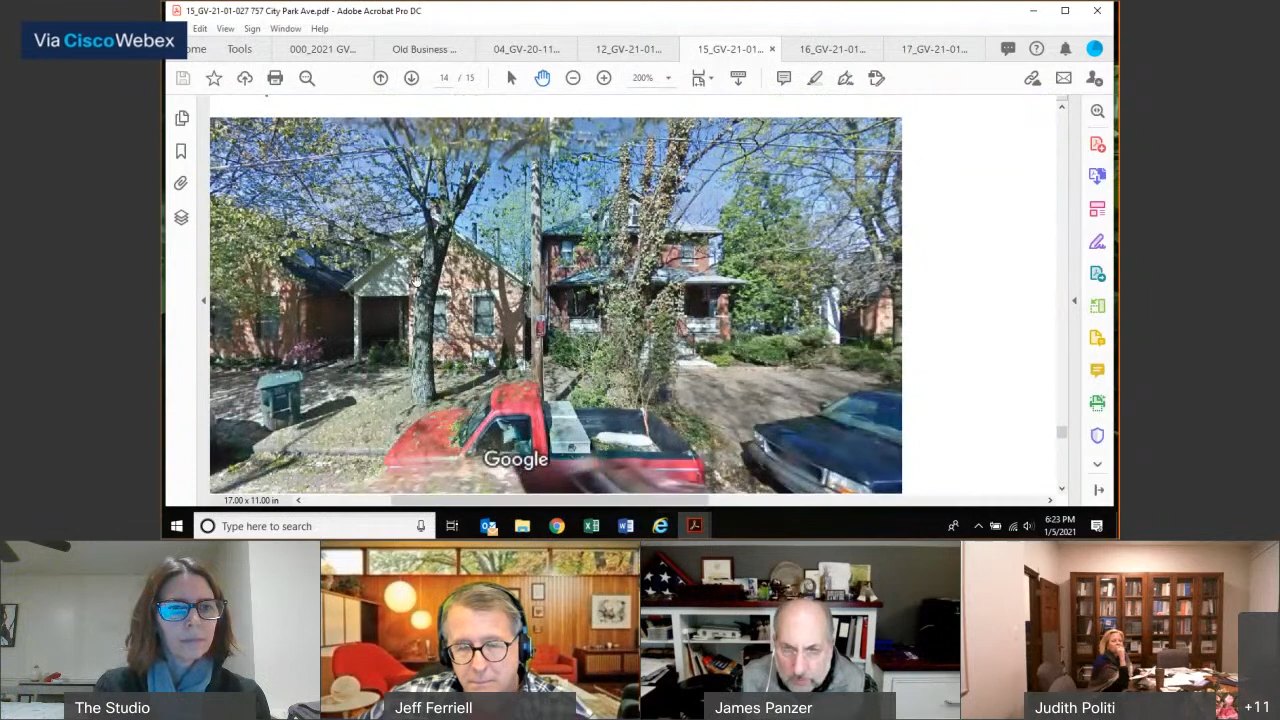 15_GV-21-01-027 757 City Park Ave.pdf - Adobe Acrobat Pro DC
Via Cisco Webex
Edit View Sign Window Help
ome Tools 000_2021 GV... Old Business ... 04_GV-20-11... 12_GV-21-01... 15_GV-21-01... × 16_GV-21-01... 17_GV-21-01...
14 / 15 200%
Google
17.00 x 11.00 in
Type here to search
6:23 PM
1/5/2021
The Studio
Jeff Ferriell
James Panzer
Judith Politi
+11